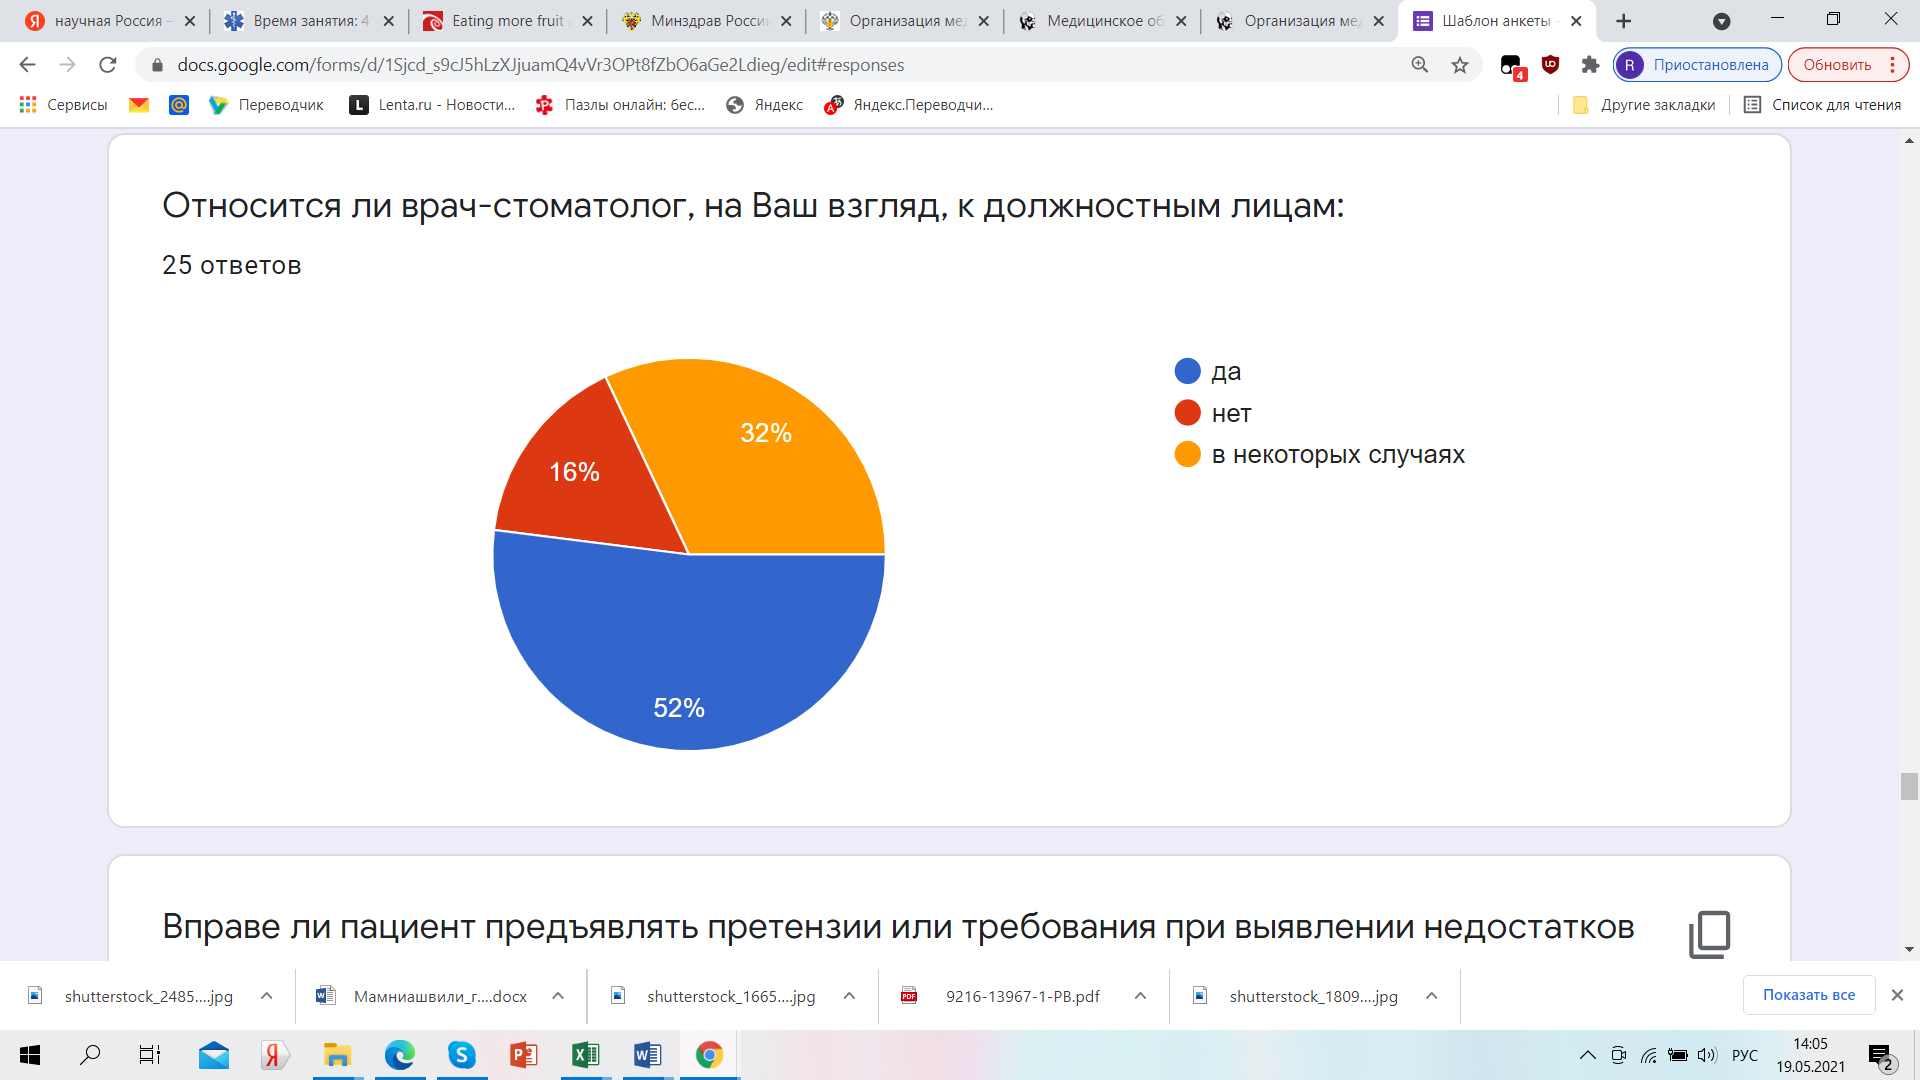 научная Россия –
Время занятия: 4
Eating more fruit
Минздрав Росси
Организация ме
Медицинское об
Организация ме
Шаблон анкеты -
docs.google.com/forms/d/1Sjcd_s9cJ5hLzXJjuamQ4vVr3OPt8fZbO6aGe2Ldieg/edit#responses
4
R Приостановлена
Обновить
Сервисы
Переводчик
L Lenta.ru - Новости...
Пазлы онлайн: бес...
Яндекс
Яндекс.Переводчи...
Другие закладки
Список для чтения
Относится ли врач-стоматолог, на Ваш взгляд, к должностным лицам:
25 ответов
да
нет
в некоторых случаях
32%
16%
52%
Вправе ли пациент предъявлять претензии или требования при выявлении недостатков
shutterstock_2485....jpg
Мамниашвили_г....docx
shutterstock_1665....jpg
9216-13967-1-PB.pdf
shutterstock_1809....jpg
Показать все
РУС
14:05
19.05.2021
2